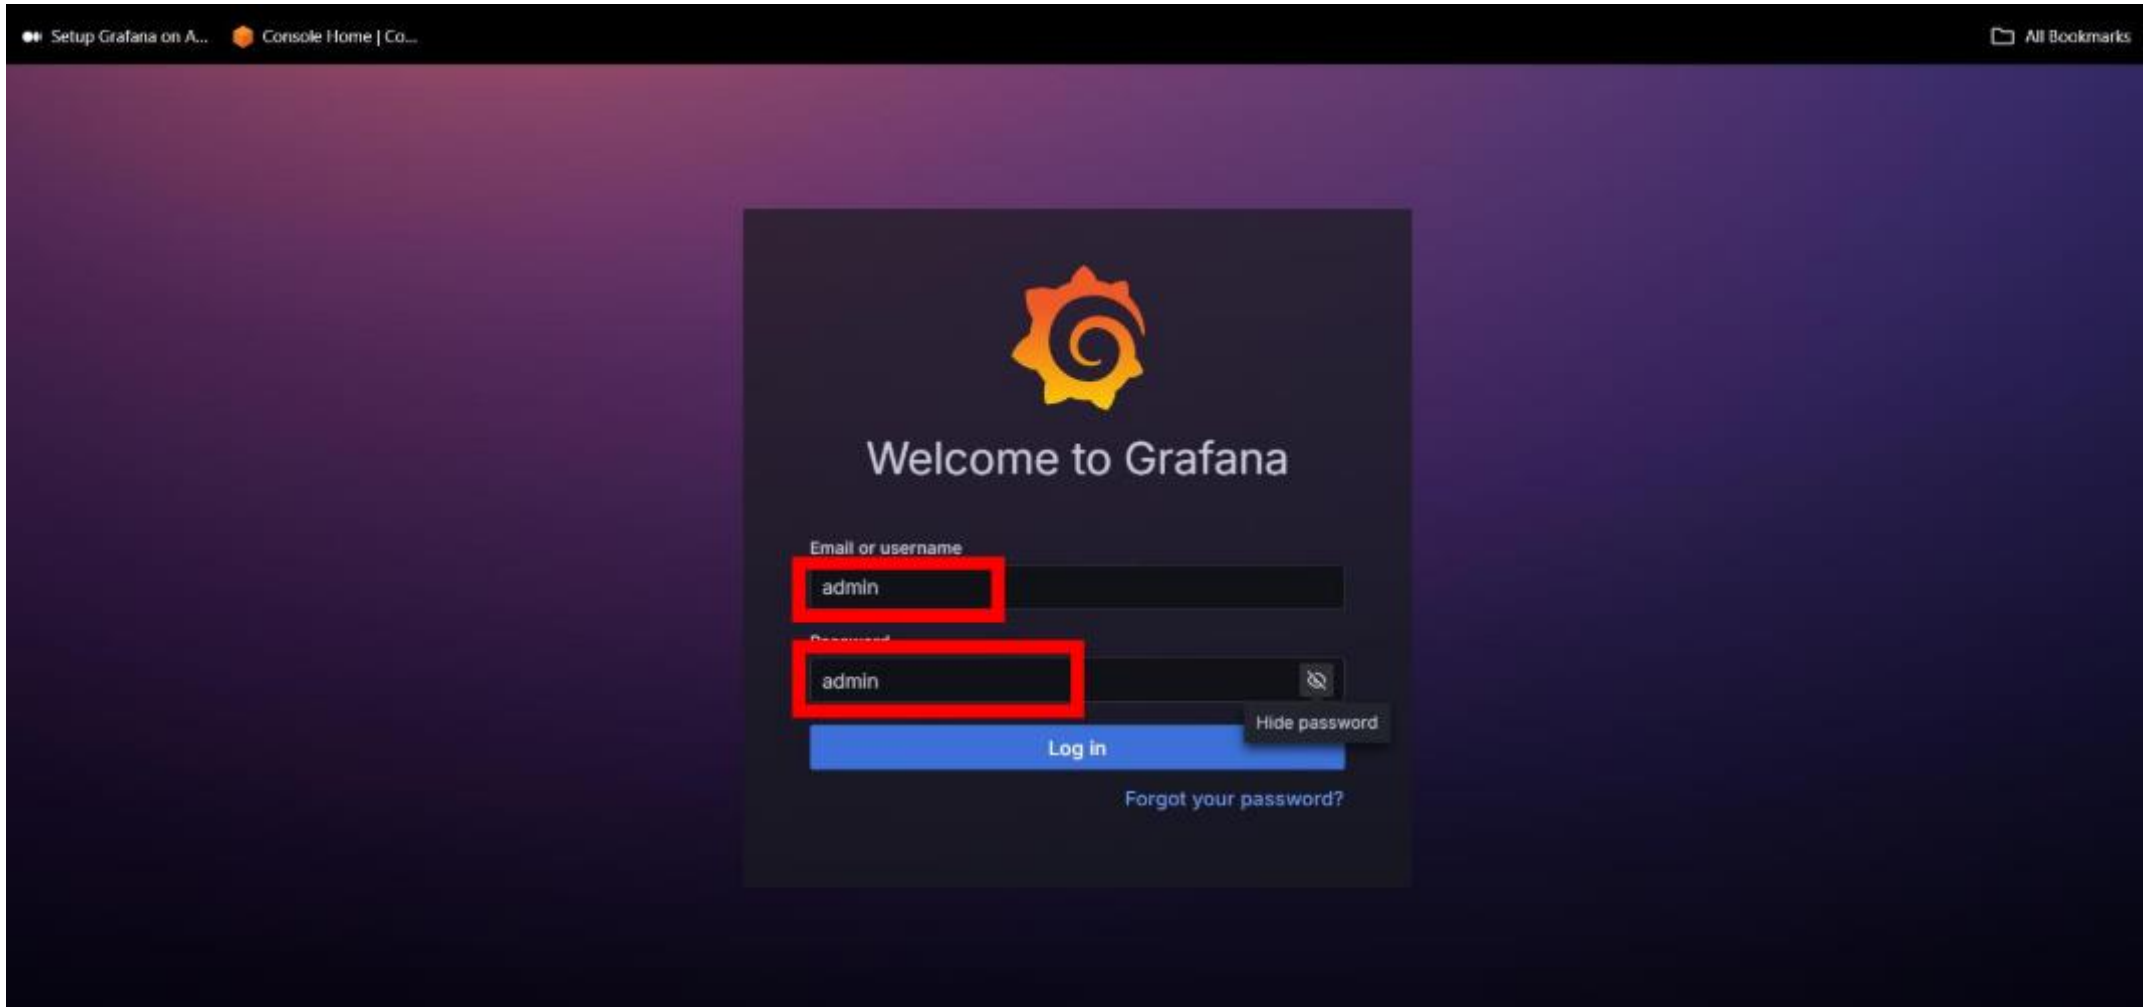 Setup Grafana on A...
Console Home | Co...
All Bookmarks
Welcome to Grafana
Email or username
admin
Password
admin
Hide password
Log in
Forgot your password?